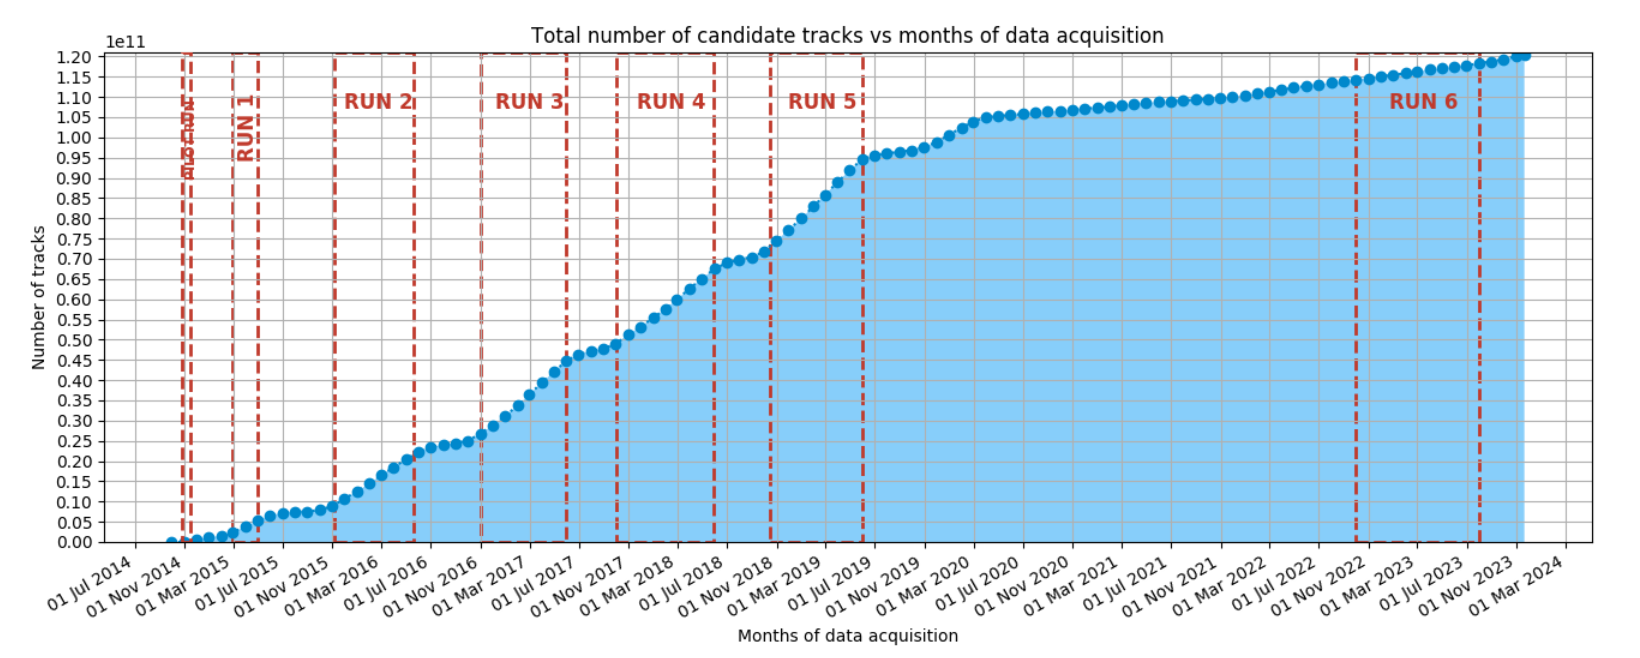 Total number of candidate tracks vs months of data acquisition
1e11
1.20
1.15
1.10
1.05
1.00
0.95
0.90
0.85
0.80
0.75
0.70
0.65
0.60
0.55
0.50
0.45
0.40
0.35
0.30
0.25
0.20
0.15
0.10
0.05
0.00
Number of tracks
PILOT RUN
RUN 1
RUN 2
RUN 3
RUN 4
RUN 5
RUN 6
01 Jul 2014
01 Nov 2014
01 Mar 2015
01 Jul 2015
01 Nov 2015
01 Mar 2016
01 Jul 2016
01 Nov 2016
01 Mar 2017
01 Jul 2017
01 Nov 2017
01 Mar 2018
01 Jul 2018
01 Nov 2018
01 Mar 2019
01 Jul 2019
01 Nov 2019
01 Mar 2020
01 Jul 2020
01 Nov 2020
01 Mar 2021
01 Jul 2021
01 Nov 2021
01 Mar 2022
01 Jul 2022
01 Nov 2022
01 Mar 2023
01 Jul 2023
01 Nov 2023
01 Mar 2024
Months of data acquisition